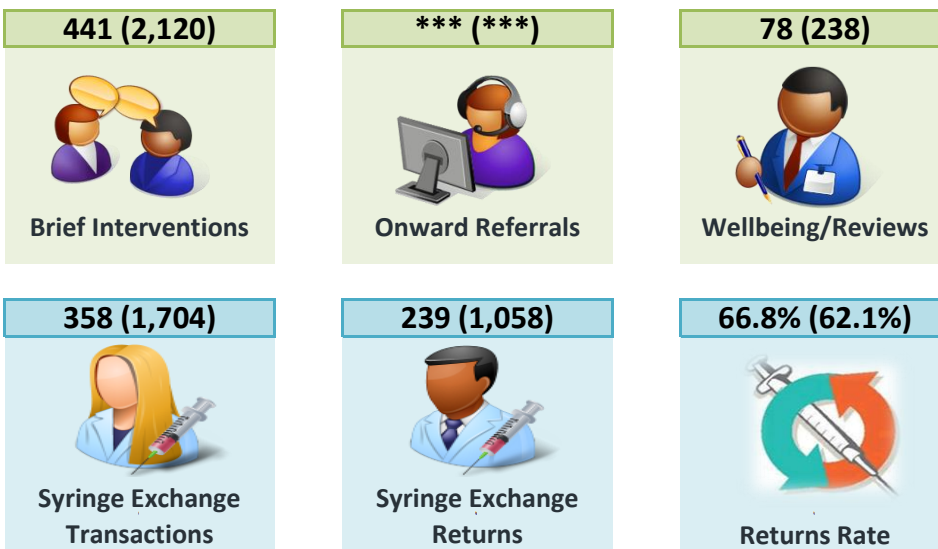 441 (2,120)
*** (***)
78 (238)
Brief Interventions
Onward Referrals
Wellbeing/Reviews
358 (1,704)
239 (1,058)
66.8% (62.1%)
Syringe Exchange
Transactions
Syringe Exchange
Returns
Returns Rate